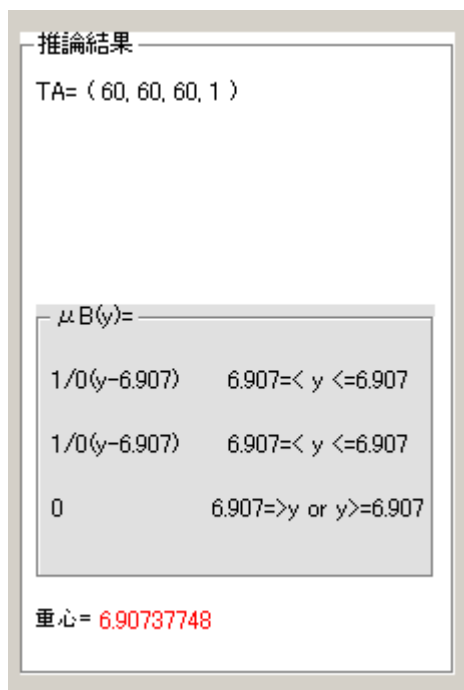 推論結果
TA= ( 60, 60, 60, 1 )
μB(y)=
1/0(y-6.907) 6.907=< y <=6.907
1/0(y-6.907) 6.907=< y <=6.907
0 6.907=>y or y>=6.907
重心= 6.90737748